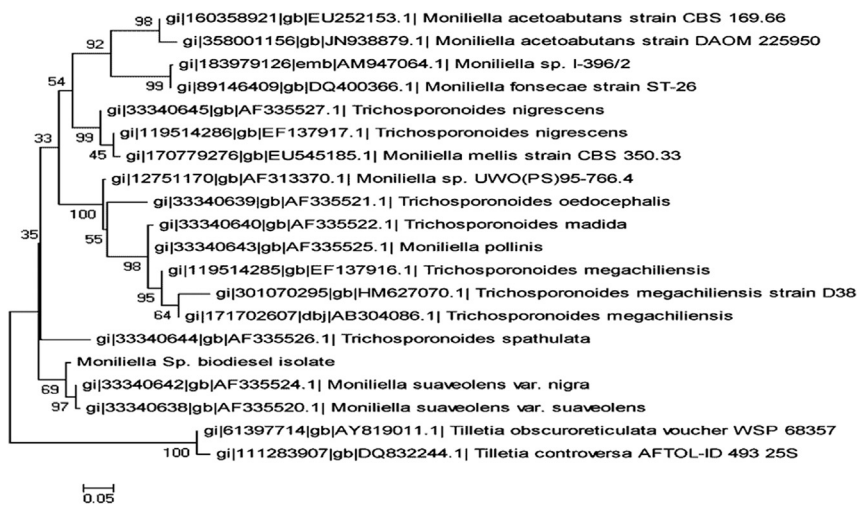 98 gi|160358921|gb|EU252153.1| Moniliella acetoabutans strain CBS 169.66
gi|358001156|gb|JN938879.1| Moniliella acetoabutans strain DAOM 225950
92
gi|183979126|emb|AM947064.1| Moniliella sp. I-396/2
99 gi|89146409|gb|DQ400366.1| Moniliella fonsecae strain ST-26
54
gi|33340645|gb|AF335527.1| Trichosporonoides nigrescens
99 gi|119514286|gb|EF137917.1| Trichosporonoides nigrescens
45 gi|170779276|gb|EU545185.1| Moniliella mellis strain CBS 350.33
33
gi|12751170|gb|AF313370.1| Moniliella sp. UWO(PS)95-766.4
100 gi|33340639|gb|AF335521.1| Trichosporonoides oedocephalis
gi|33340640|gb|AF335522.1| Trichosporonoides madida
35 55
gi|33340643|gb|AF335525.1| Moniliella pollinis
98 gi|119514285|gb|EF137916.1| Trichosporonoides megachiliensis
95 gi|301070295|gb|HM627070.1| Trichosporonoides megachiliensis strain D38
64 gi|171702607|dbj|AB304086.1| Trichosporonoides megachiliensis
gi|33340644|gb|AF335526.1| Trichosporonoides spathulata
Moniliella Sp. biodiesel isolate
69 gi|33340642|gb|AF335524.1| Moniliella suaveolens var. nigra
97 gi|33340638|gb|AF335520.1| Moniliella suaveolens var. suaveolens
gi|61397714|gb|AY819011.1| Tilletia obscuroreticulata voucher WSP 68357
100 gi|111283907|gb|DQ832244.1| Tilletia controversa AFTOL-ID 493 25S
0.05